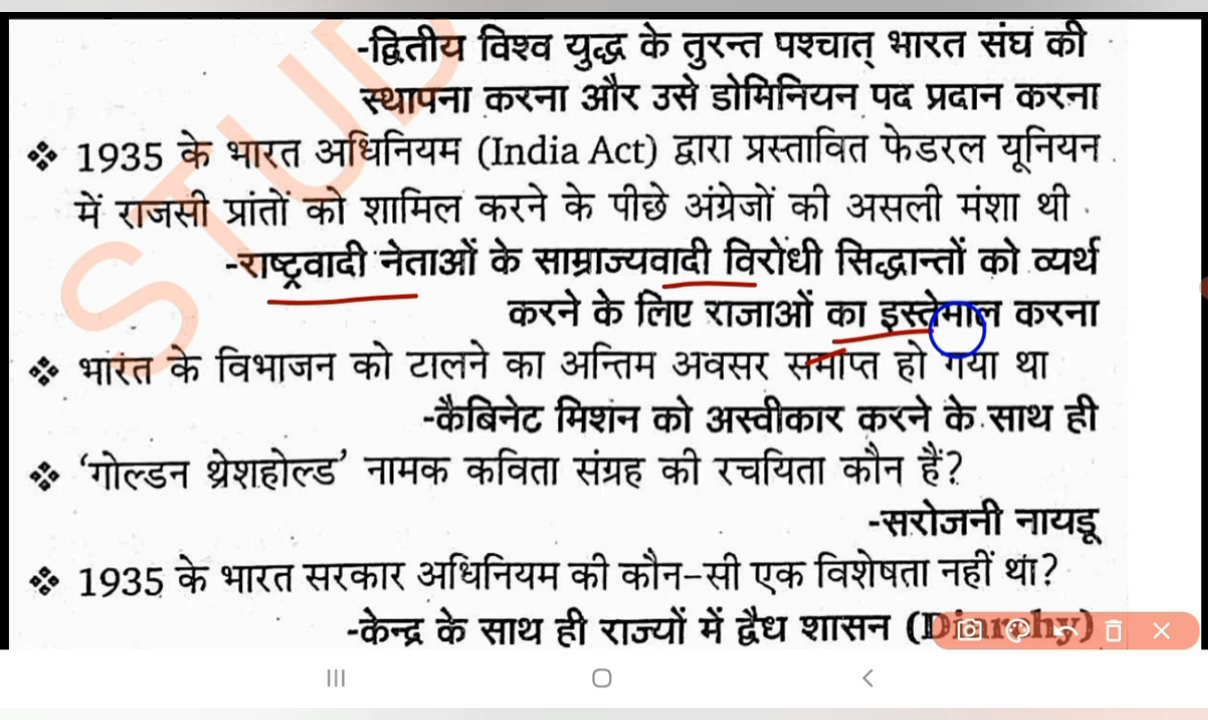 -द्वितीय विश्व युद्ध के तुरन्त पश्चात् भारत संघ की
स्थापना करना और उसे डोमिनियन पद प्रदान करना
❖ 1935 के भारत अधिनियम (India Act) द्वारा प्रस्तावित फेडरल यूनियन
में राजसी प्रांतों को शामिल करने के पीछे अंग्रेजों की असली मंशा थी
-राष्ट्रवादी नेताओं के साम्राज्यवादी विरोधी सिद्धान्तों को व्यर्थ
करने के लिए राजाओं का इस्तेमाल करना
❖ भारत के विभाजन को टालने का अन्तिम अवसर समाप्त हो गया था
-कैबिनेट मिशन को अस्वीकार करने के साथ ही
❖ ‘गोल्डन थ्रेशहोल्ड’ नामक कविता संग्रह की रचयिता कौन हैं?
-सरोजनी नायडू
❖ 1935 के भारत सरकार अधिनियम की कौन-सी एक विशेषता नहीं था?
-केन्द्र के साथ ही राज्यों में द्वैध शासन (Diarchy)
STUD